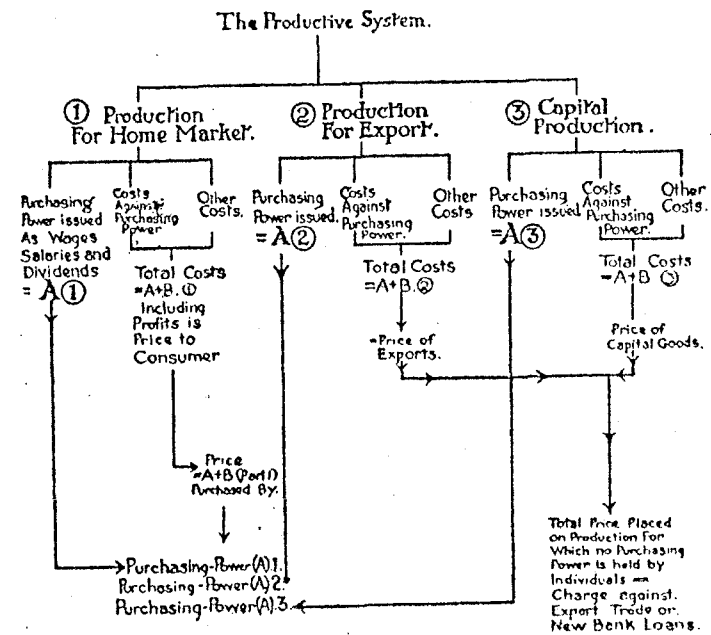 The Productive System.
① Production
For Home Market.
② Production
For Export.
③ Capital
Production.
Purchasing
Power issued
As Wages
Salaries and
Dividends
= A①
Costs
Against
Purchasing
Power
Other
Costs.
Purchasing
Power issued.
= A②
Costs
Against
Purchasing
Power.
Other
Costs
Purchasing
Power issued
= A③
Costs
Against
Purchasing
Power.
Other
Costs.
Total Costs
=A+B.①
Including
Profits is
Price to
Consumer
Total Costs
=A+B.②
Total Costs
=A+B ③
=Price of
Exports.
Price of
Capital Goods.
Price
=A+B (Part 1)
Purchased By.
Purchasing-Power(A).1.
Purchasing-Power(A)2.
Purchasing-Power(A).3.
Total Price Placed
on Production For
Which no Purchasing
Power is held by
Individuals =
Charge against.
Export Trade or.
New Bank Loans.